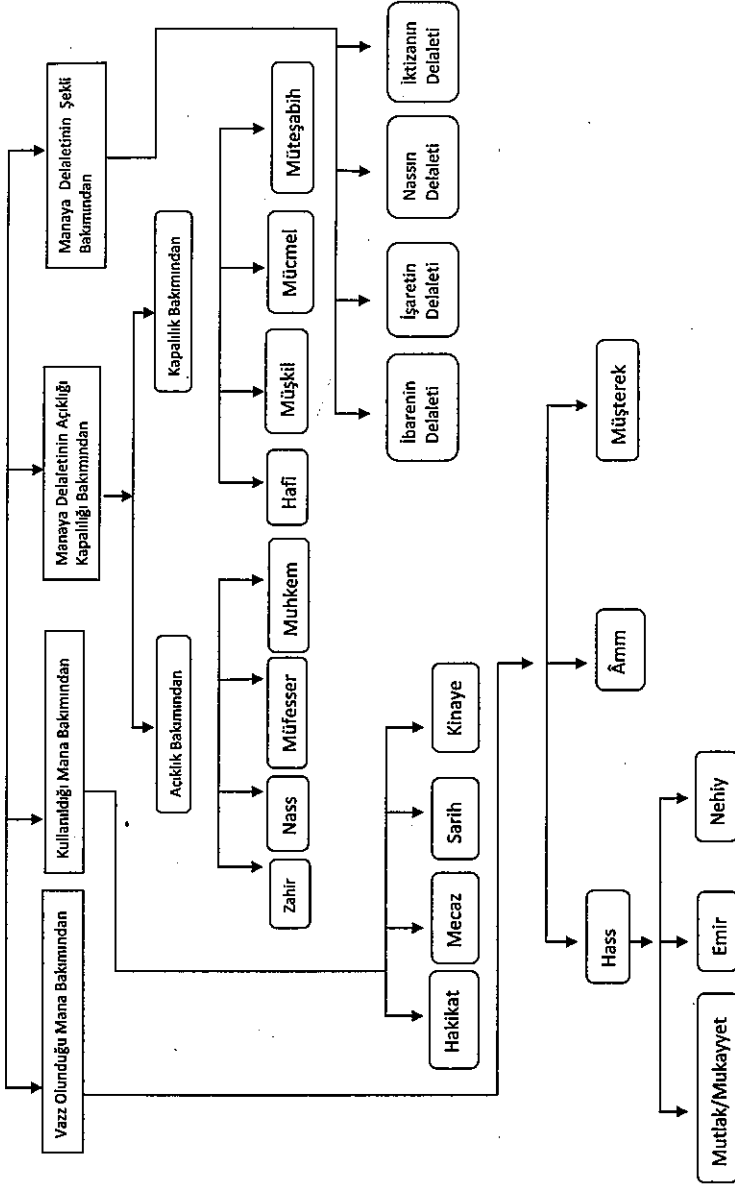 Vazz Olunduğu Mana Bakımından
Kullanıldığı Mana Bakımından
Manaya Delaletinin Açıklığı
Kapalılığı Bakımından
Manaya Delaletinin Şekli
Bakımından
Açıklık Bakımından
Kapalılık Bakımından
Zahir
Nass
Müfesser
Muhkem
Hafi
Müşkil
Mücmel
Müteşabih
Hakikat
Mecaz
Sarih
Kinaye
İbarenin
Delaleti
İşaretin
Delaleti
Nassın
Delaleti
İktizanın
Delaleti
Hass
Âmm
Müşterek
Mutlak/Mukayyet
Emir
Nehiy